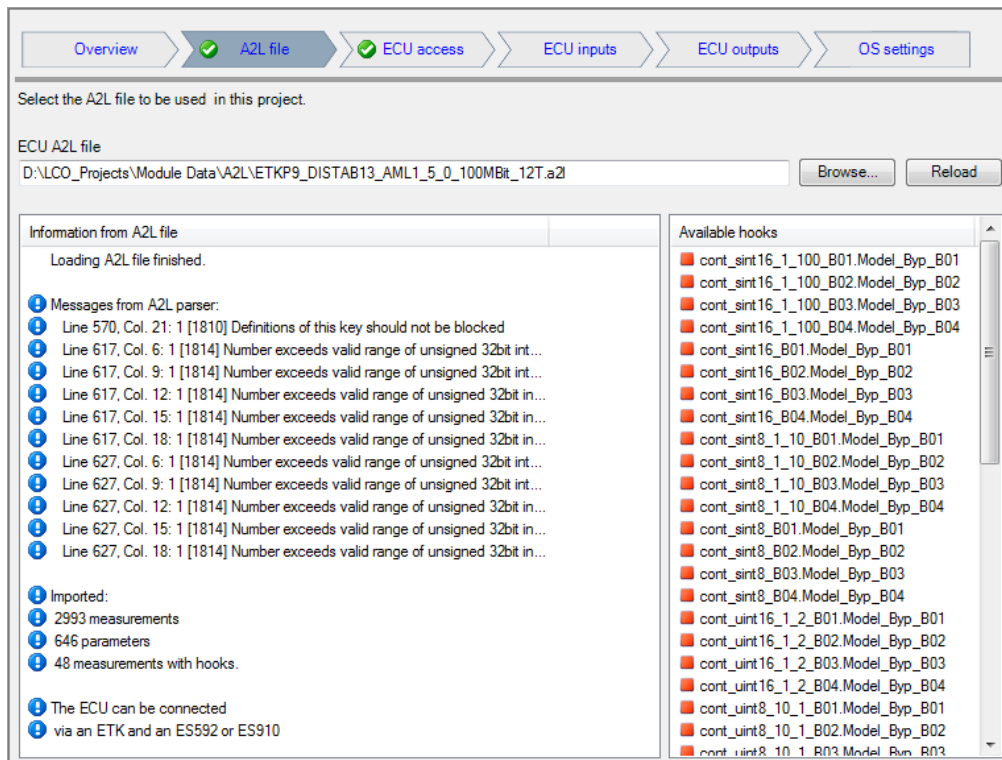 Overview
A2L file
ECU access
ECU inputs
ECU outputs
OS settings
Select the A2L file to be used in this project.
ECU A2L file
D:\LCO_Projects\Module Data\A2L\ETKP9_DISTAB13_AML1_5_0_100MBit_12T.a2l
Browse...
Reload
Information from A2L file
Loading A2L file finished.
Messages from A2L parser:
Line 570, Col. 21: 1 [1810] Definitions of this key should not be blocked
Line 617, Col. 6: 1 [1814] Number exceeds valid range of unsigned 32bit int...
Line 617, Col. 9: 1 [1814] Number exceeds valid range of unsigned 32bit int...
Line 617, Col. 12: 1 [1814] Number exceeds valid range of unsigned 32bit in...
Line 617, Col. 15: 1 [1814] Number exceeds valid range of unsigned 32bit in...
Line 617, Col. 18: 1 [1814] Number exceeds valid range of unsigned 32bit in...
Line 627, Col. 6: 1 [1814] Number exceeds valid range of unsigned 32bit int...
Line 627, Col. 9: 1 [1814] Number exceeds valid range of unsigned 32bit int...
Line 627, Col. 12: 1 [1814] Number exceeds valid range of unsigned 32bit in...
Line 627, Col. 15: 1 [1814] Number exceeds valid range of unsigned 32bit in...
Line 627, Col. 18: 1 [1814] Number exceeds valid range of unsigned 32bit in...
Imported:
2993 measurements
646 parameters
48 measurements with hooks.
The ECU can be connected
via an ETK and an ES592 or ES910
Available hooks
cont_sint16_1_100_B01.Model_Byp_B01
cont_sint16_1_100_B02.Model_Byp_B02
cont_sint16_1_100_B03.Model_Byp_B03
cont_sint16_1_100_B04.Model_Byp_B04
cont_sint16_B01.Model_Byp_B01
cont_sint16_B02.Model_Byp_B02
cont_sint16_B03.Model_Byp_B03
cont_sint16_B04.Model_Byp_B04
cont_sint8_1_10_B01.Model_Byp_B01
cont_sint8_1_10_B02.Model_Byp_B02
cont_sint8_1_10_B03.Model_Byp_B03
cont_sint8_1_10_B04.Model_Byp_B04
cont_sint8_B01.Model_Byp_B01
cont_sint8_B02.Model_Byp_B02
cont_sint8_B03.Model_Byp_B03
cont_sint8_B04.Model_Byp_B04
cont_uint16_1_2_B01.Model_Byp_B01
cont_uint16_1_2_B02.Model_Byp_B02
cont_uint16_1_2_B03.Model_Byp_B03
cont_uint16_1_2_B04.Model_Byp_B04
cont_uint8_10_1_B01.Model_Byp_B01
cont_uint8_10_1_B02.Model_Byp_B02
cont_uint8_10_1_B03.Model_Byp_B03